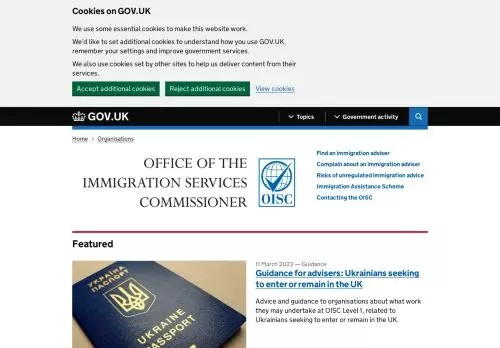 Cookies on GOV.UK
We use some essential cookies to make this website work.
We'd like to set additional cookies to understand how you use GOV.UK,
remember your settings and improve government services.
We also use cookies set by other sites to help us deliver content from their
services.
Accept additional cookies
Reject additional cookies
View cookies
GOV.UK
Topics
Government activity
Home > Organisations
OFFICE OF THE
IMMIGRATION SERVICES
COMMISSIONER
OISC
Find an immigration adviser
Complain about an immigration adviser
Risks of unregulated immigration advice
Immigration Assistance Scheme
Contacting the OISC
Featured
УКРАЇНА
ПАСПОРТ
UKRAINE
PASSPORT
11 March 2022 — Guidance
Guidance for advisers: Ukrainians seeking
to enter or remain in the UK
Advice and guidance to organisations about what work
they may undertake at OISC Level 1, related to
Ukrainians seeking to enter or remain in the UK.